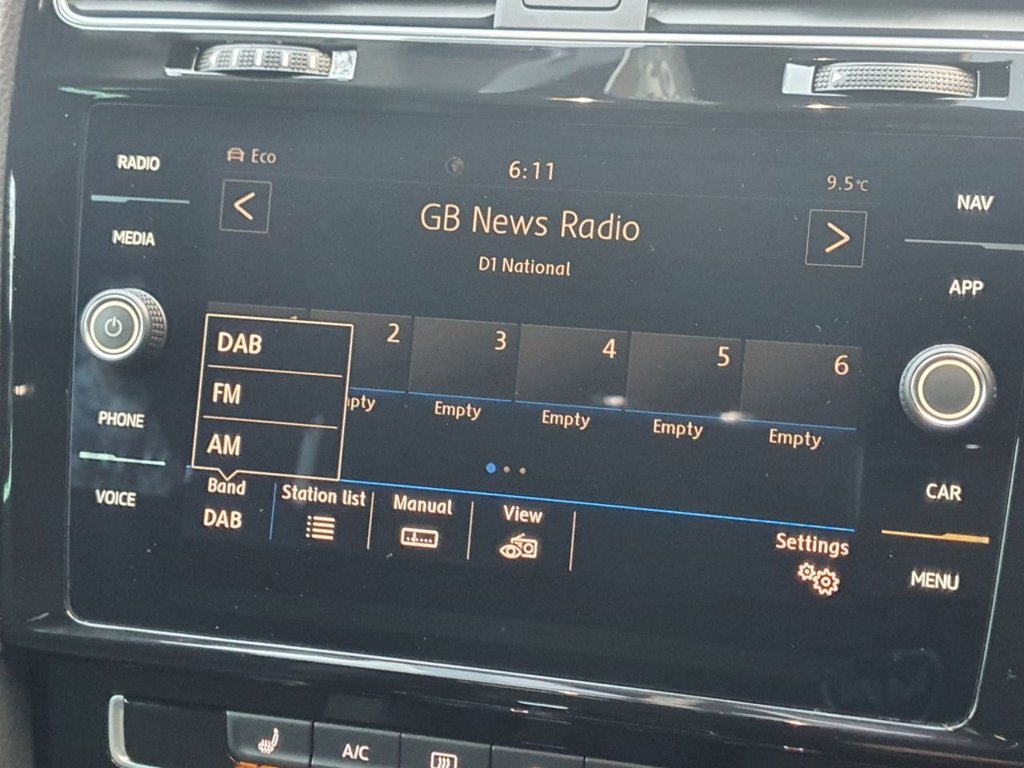 RADIO
MEDIA
PHONE
VOICE
Eco
6:11
9.5°C
<
GB News Radio
>
D1 National
2
3
4
5
6
DAB
FM
AM
pty
Empty
Empty
Empty
Empty
Band
DAB
Station list
Manual
View
Settings
NAV
APP
CAR
MENU
A/C